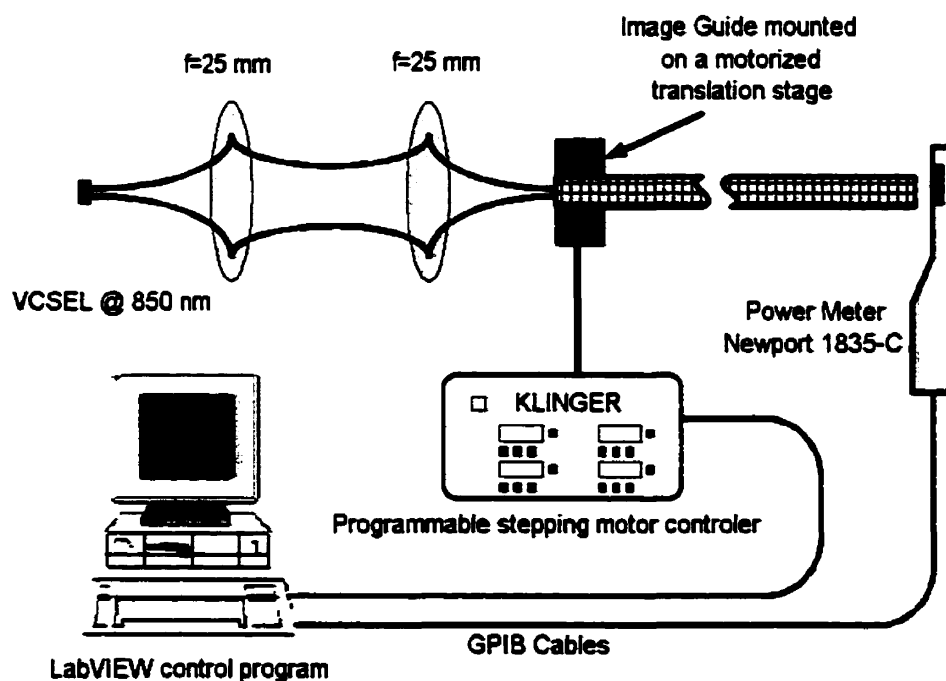 Image Guide mounted
on a motorized
translation stage
f=25 mm
f=25 mm
VCSEL @ 850 nm
Power Meter
Newport 1835-C
KLINGER
Programmable stepping motor controler
GPIB Cables
LabVIEW control program